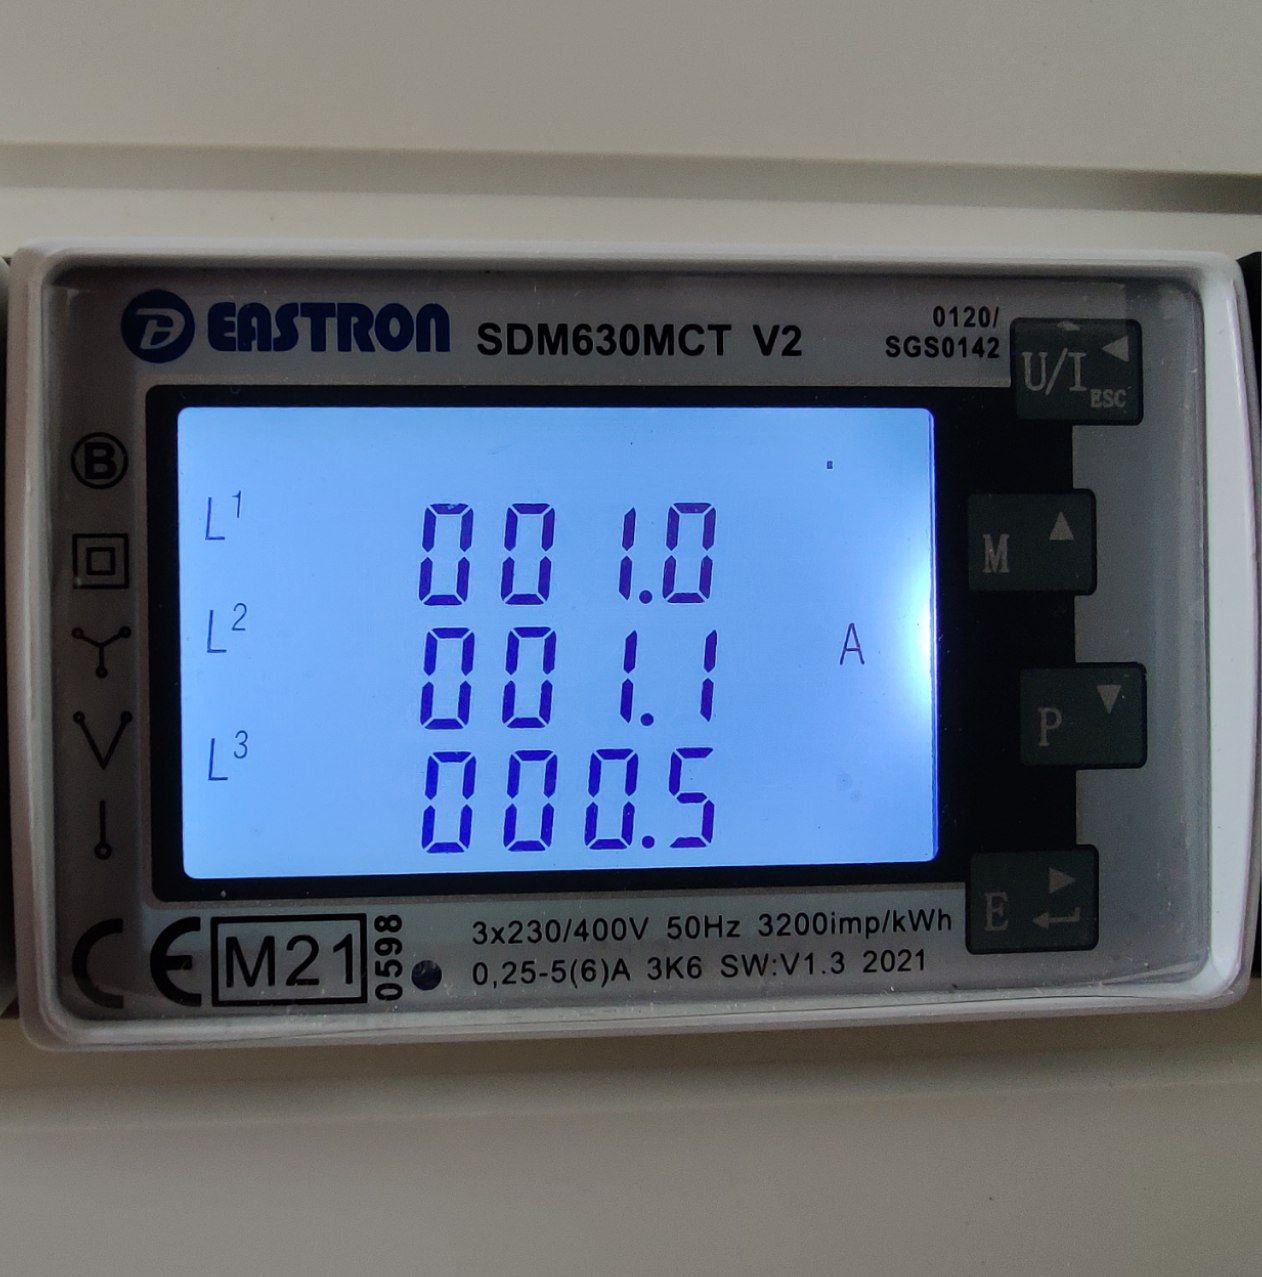 EASTRON SDM630MCT V2
0120/
SGS0142
U/I ESC
B
L1 001.0
M
L2 001.1 A
P
L3 000.5
E
CE M21 0598
3x230/400V 50Hz 3200imp/kWh
0,25-5(6)A 3K6 SW:V1.3 2021